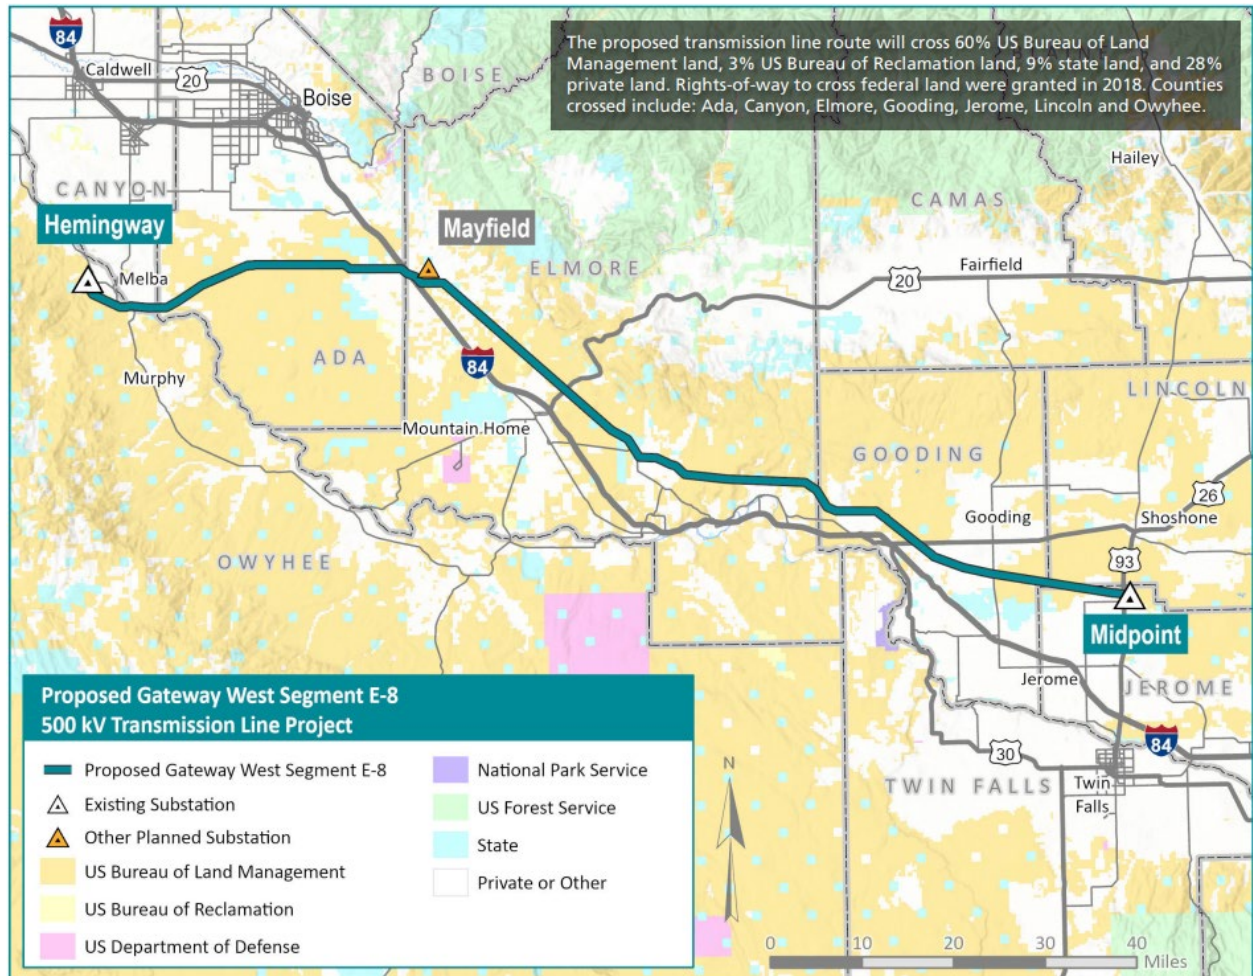 The proposed transmission line route will cross 60% US Bureau of Land
Management land, 3% US Bureau of Reclamation land, 9% state land, and 28%
private land. Rights-of-way to cross federal land were granted in 2018. Counties
crossed include: Ada, Canyon, Elmore, Gooding, Jerome, Lincoln and Owyhee.
84
Caldwell
20
Boise
BOISE
Hailey
CANYON
CAMAS
Hemingway
Mayfield
Melba
ELMORE
20
Fairfield
ADA
84
Murphy
LINCOLN
Mountain Home
GOODING
26
Gooding
Shoshone
OWYHEE
93
Midpoint
Jerome
JEROME
84
30
TWIN FALLS
Twin
Falls
Proposed Gateway West Segment E-8
500 kV Transmission Line Project
Proposed Gateway West Segment E-8
Existing Substation
Other Planned Substation
US Bureau of Land Management
US Bureau of Reclamation
US Department of Defense
National Park Service
US Forest Service
State
Private or Other
N
0 10 20 30 40
Miles